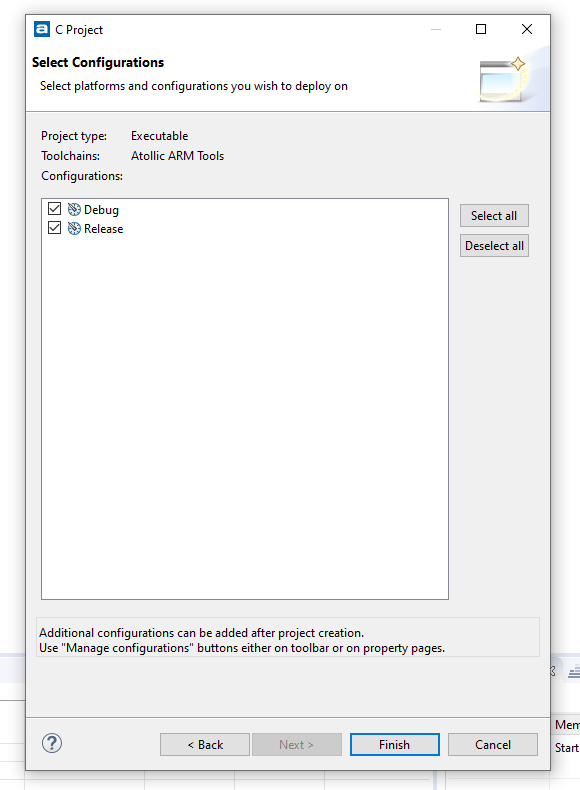 C Project
Select Configurations
Select platforms and configurations you wish to deploy on
Project type: Executable
Toolchains: Atollic ARM Tools
Configurations:
Debug
Release
Select all
Deselect all
Additional configurations can be added after project creation.
Use "Manage configurations" buttons either on toolbar or on property pages.
< Back
Next >
Finish
Cancel
Mem
Start